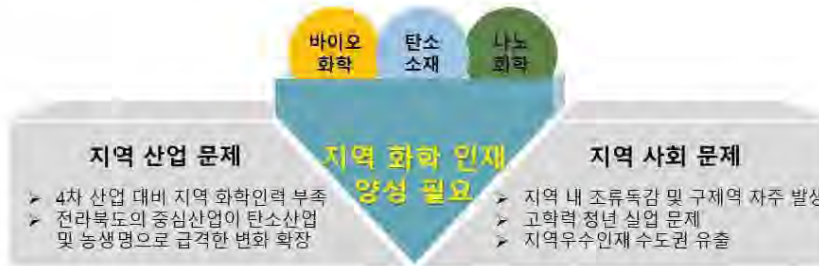 바이오
화학
탄소
소재
나노
화학
지역 화학 인재
양성 필요
지역 산업 문제
➢ 4차 산업 대비 지역 화학인력 부족
➢ 전라북도의 중심산업이 탄소산업
및 농생명으로 급격한 변화 확장
지역 사회 문제
➢ 지역 내 조류독감 및 구제역 자주 발생
➢ 고학력 청년 실업 문제
➢ 지역우수인재 수도권 유출